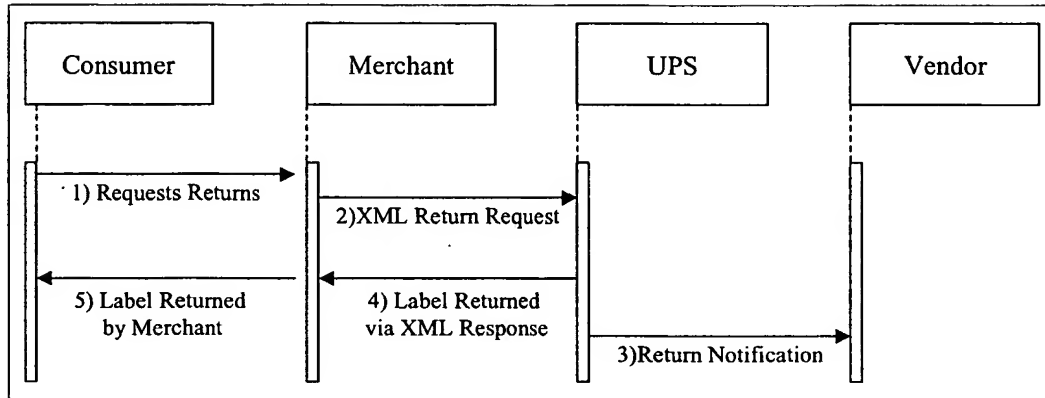 Consumer
Merchant
UPS
Vendor
1) Requests Returns
2)XML Return Request
5) Label Returned
by Merchant
4) Label Returned
via XML Response
3)Return Notification